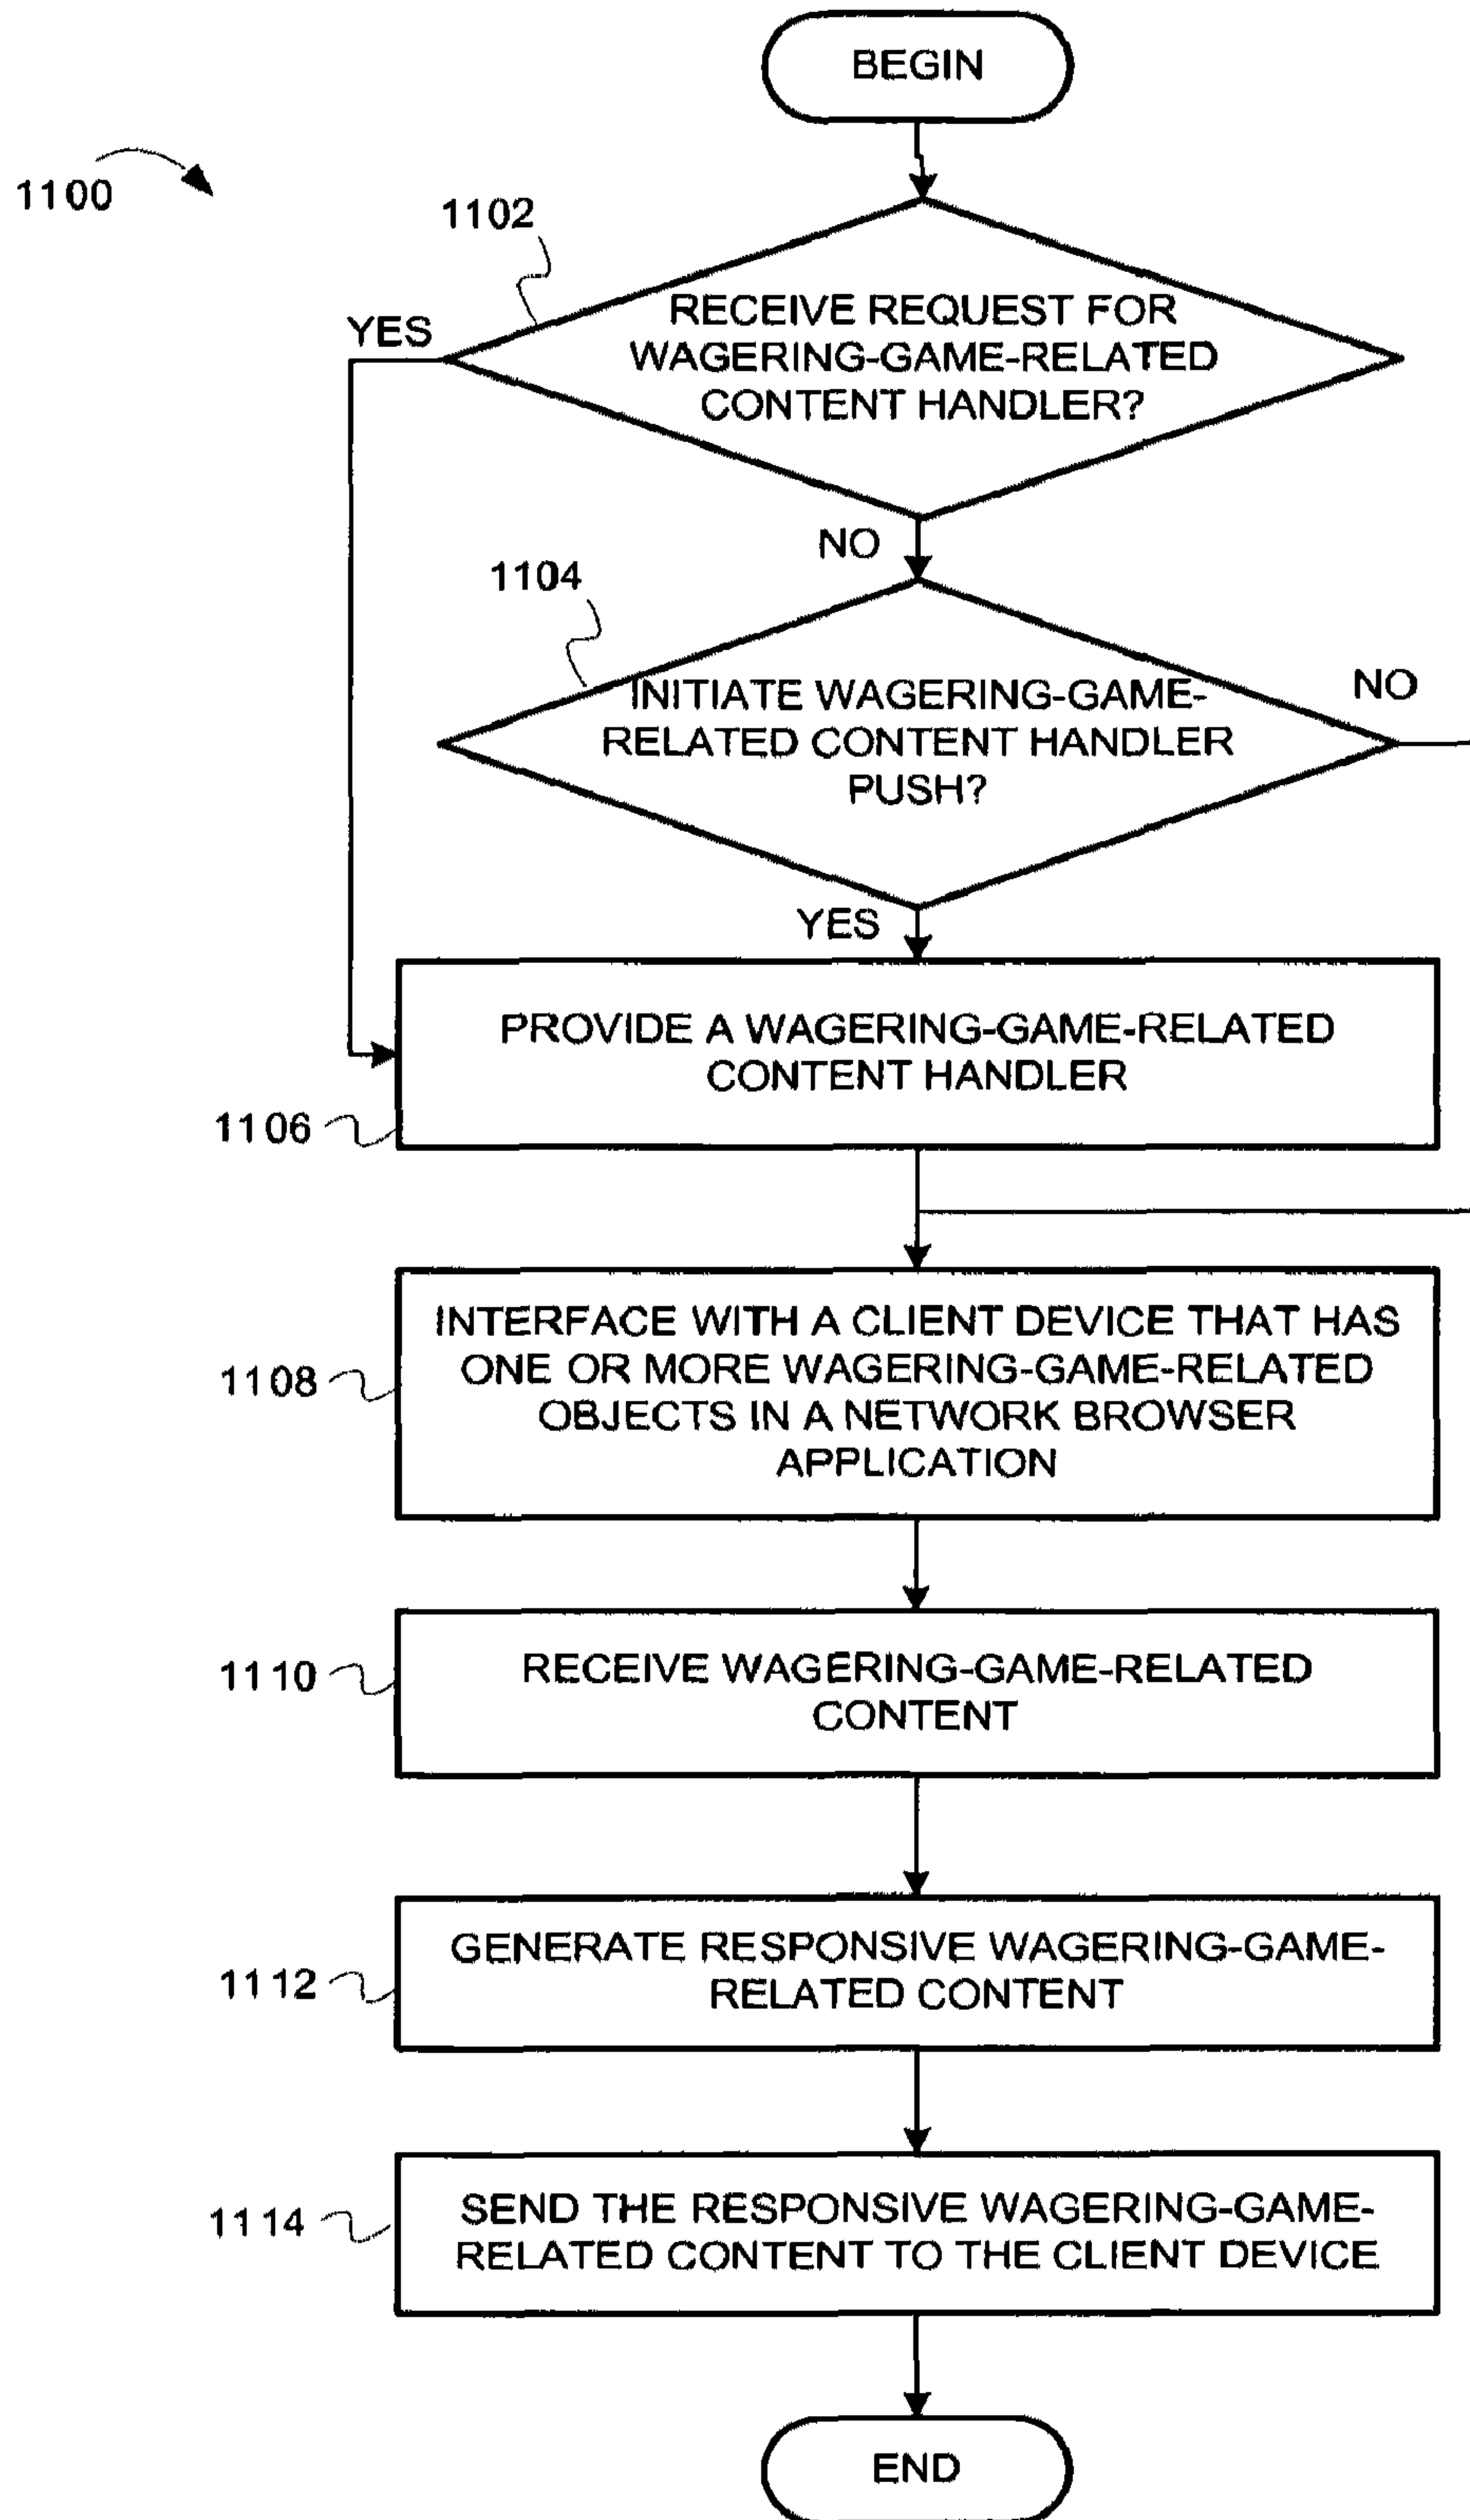 BEGIN
1100
1102
YES
RECEIVE REQUEST FOR
WAGERING-GAME-RELATED
CONTENT HANDLER?
NO
1104
NO
INITIATE WAGERING-GAME-
RELATED CONTENT HANDLER
PUSH?
YES
PROVIDE A WAGERING-GAME-RELATED
CONTENT HANDLER
1106
INTERFACE WITH A CLIENT DEVICE THAT HAS
ONE OR MORE WAGERING-GAME-RELATED
OBJECTS IN A NETWORK BROWSER
APPLICATION
1108
RECEIVE WAGERING-GAME-RELATED
CONTENT
1110
GENERATE RESPONSIVE WAGERING-GAME-
RELATED CONTENT
1112
SEND THE RESPONSIVE WAGERING-GAME-
RELATED CONTENT TO THE CLIENT DEVICE
1114
END